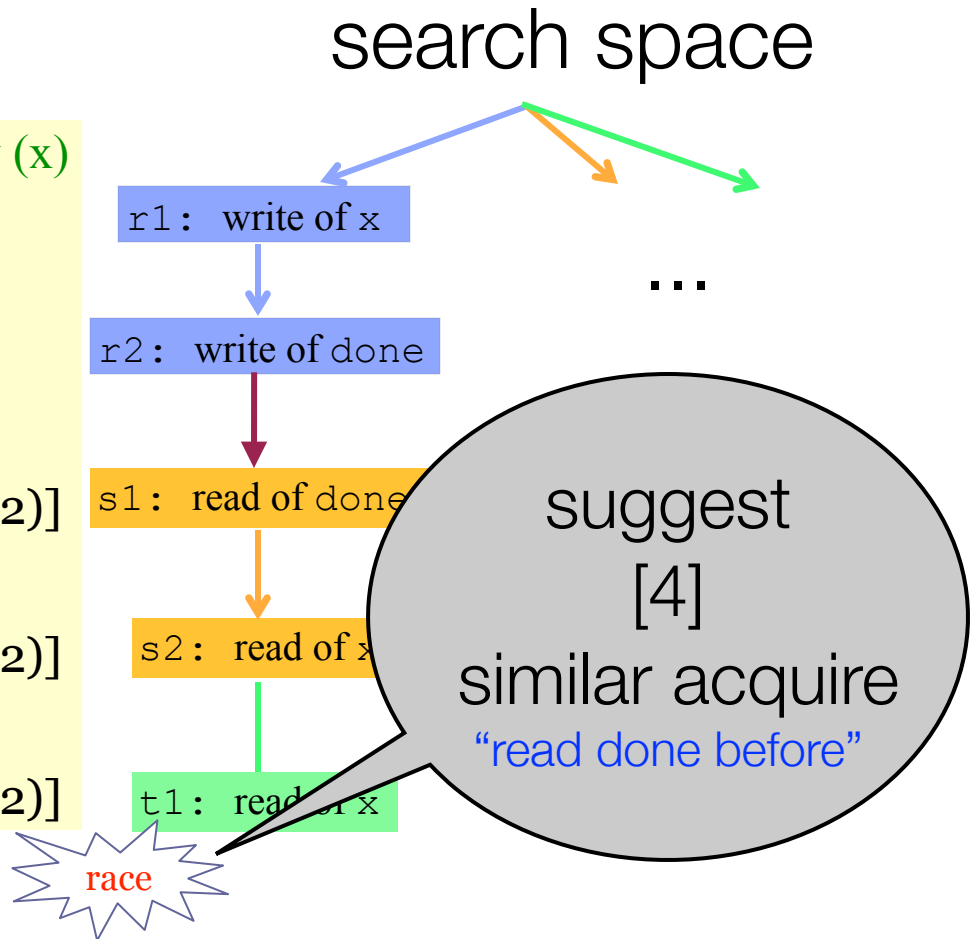 search space
(x)
r1: write of x
...
r2: write of done
2)]
s1: read of done
2)]
s2: read of x
2)]
t1: read of x
race
suggest
[4]
similar acquire
“read done before”